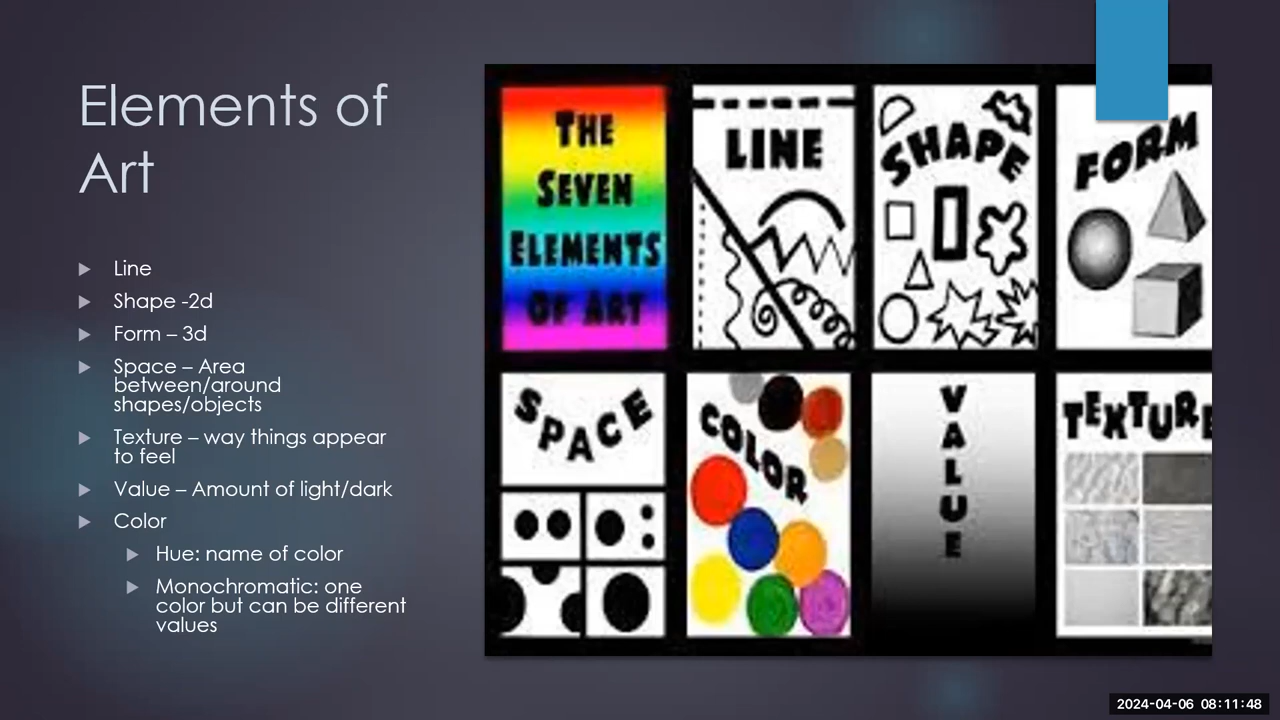 Elements of
Art
Line
Shape -2d
Form – 3d
Space – Area
between/around
shapes/objects
Texture – way things appear
to feel
Value – Amount of light/dark
Color
Hue: name of color
Monochromatic: one
color but can be different
values
THE
SEVEN
ELEMENTS
OF ART
LINE
SHAPE
FORM
SPACE
COLOR
VALUE
TEXTURE
2024-04-06 08:11:48